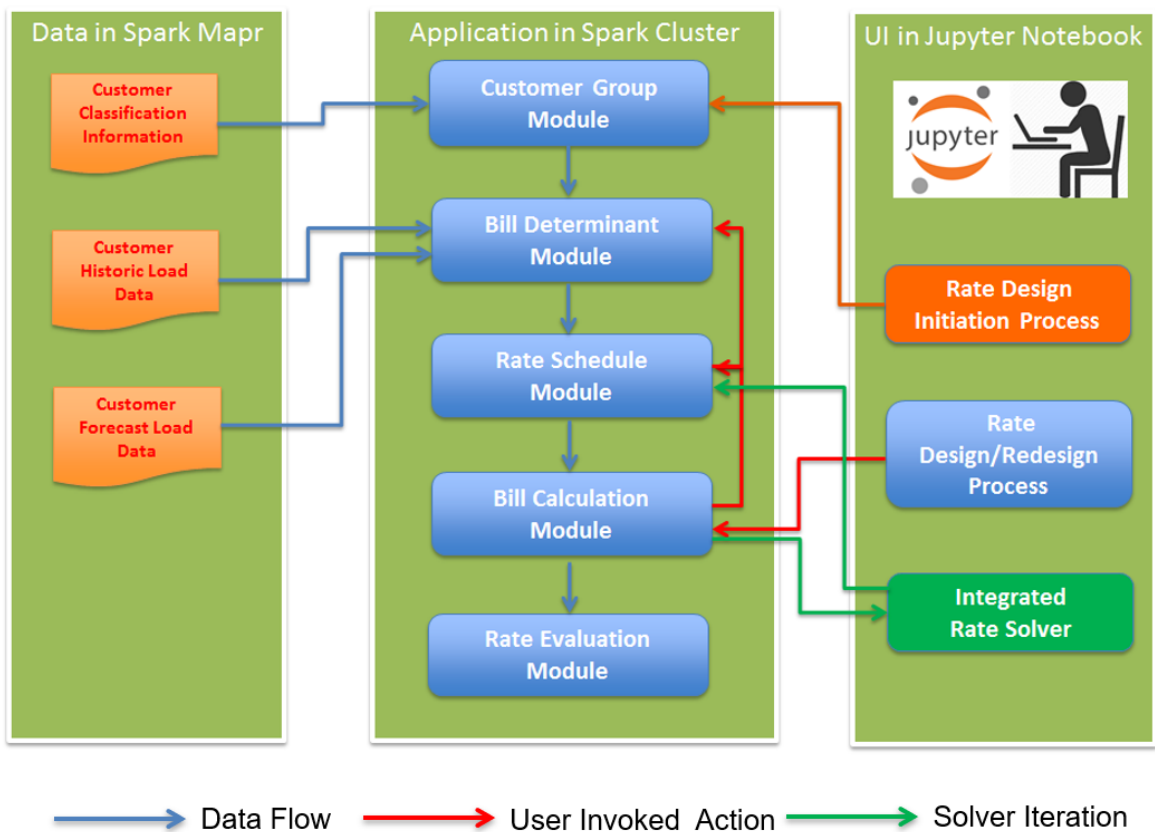 Data in Spark Mapr
Customer
Classification
Information
Customer
Historic Load
Data
Customer
Forecast Load
Data
Application in Spark Cluster
Customer Group
Module
Bill Determinant
Module
Rate Schedule
Module
Bill Calculation
Module
Rate Evaluation
Module
UI in Jupyter Notebook
jupyter
Rate Design
Initiation Process
Rate
Design/Redesign
Process
Integrated
Rate Solver
Data Flow
User Invoked Action
Solver Iteration